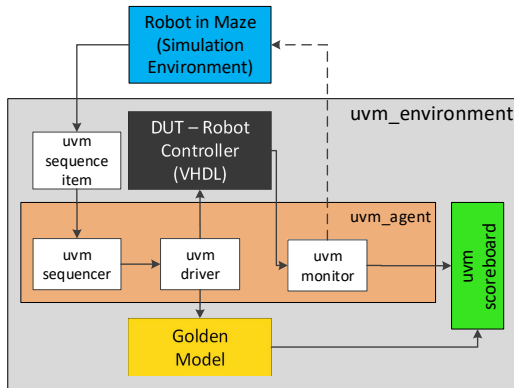 Robot in Maze
(Simulation
Environment)
uvm_environment
DUT – Robot
Controller
(VHDL)
uvm
sequence
item
uvm_agent
uvm
sequencer
uvm
driver
uvm
monitor
uvm
scoreboard
Golden
Model